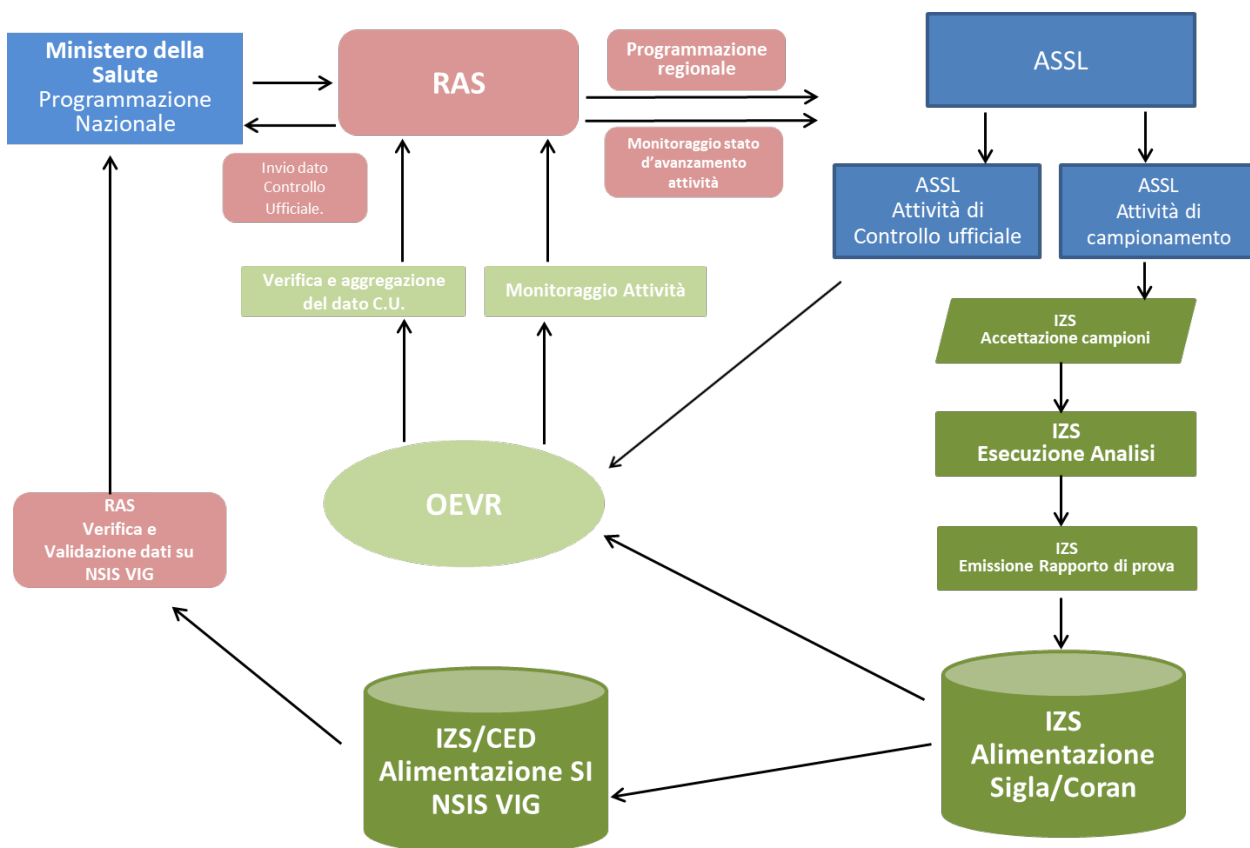 Ministero della
Salute
Programmazione
Nazionale
RAS
Programmazione
regionale
ASSL
Invio dato
Controllo
Ufficiale.
Monitoraggio stato
d'avanzamento
attività
ASSL
Attività di
Controllo ufficiale
ASSL
Attività di
campionamento
Verifica e aggregazione
del dato C.U.
Monitoraggio Attività
IZS
Accettazione campioni
IZS
Esecuzione Analisi
OEVR
RAS
Verifica e
Validazione dati su
NSIS VIG
IZS
Emissione Rapporto di prova
IZS/CED
Alimentazione SI
NSIS VIG
IZS
Alimentazione
Sigla/Coran